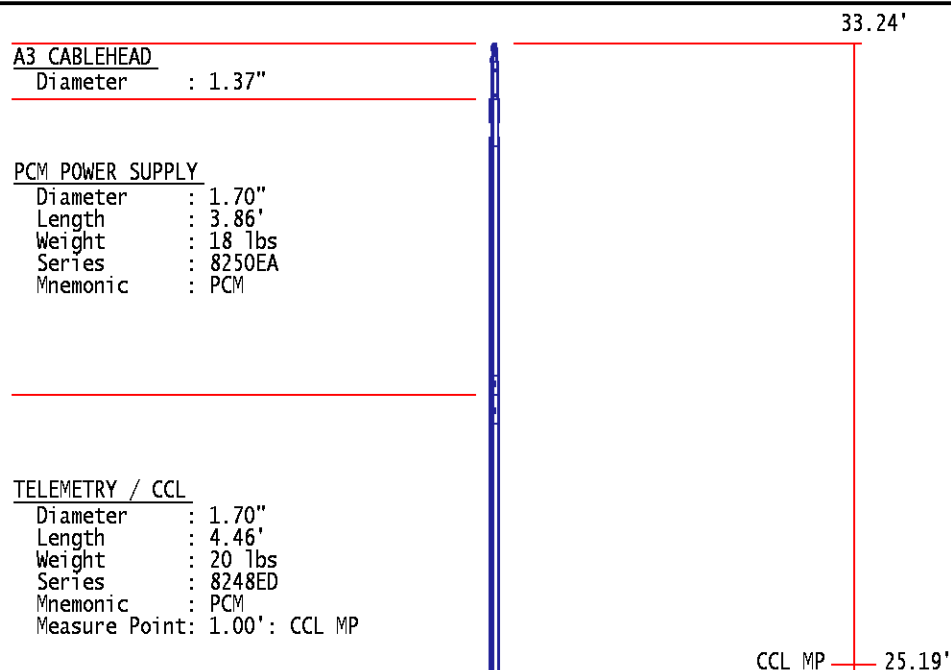 33.24'
A3 CABLEHEAD
Diameter : 1.37"
PCM POWER SUPPLY
Diameter : 1.70"
Length : 3.86'
Weight : 18 lbs
Series : 8250EA
Mnemonic : PCM
TELEMETRY / CCL
Diameter : 1.70"
Length : 4.46'
Weight : 20 lbs
Series : 8248ED
Mnemonic : PCM
Measure Point: 1.00': CCL MP
CCL MP 25.19'